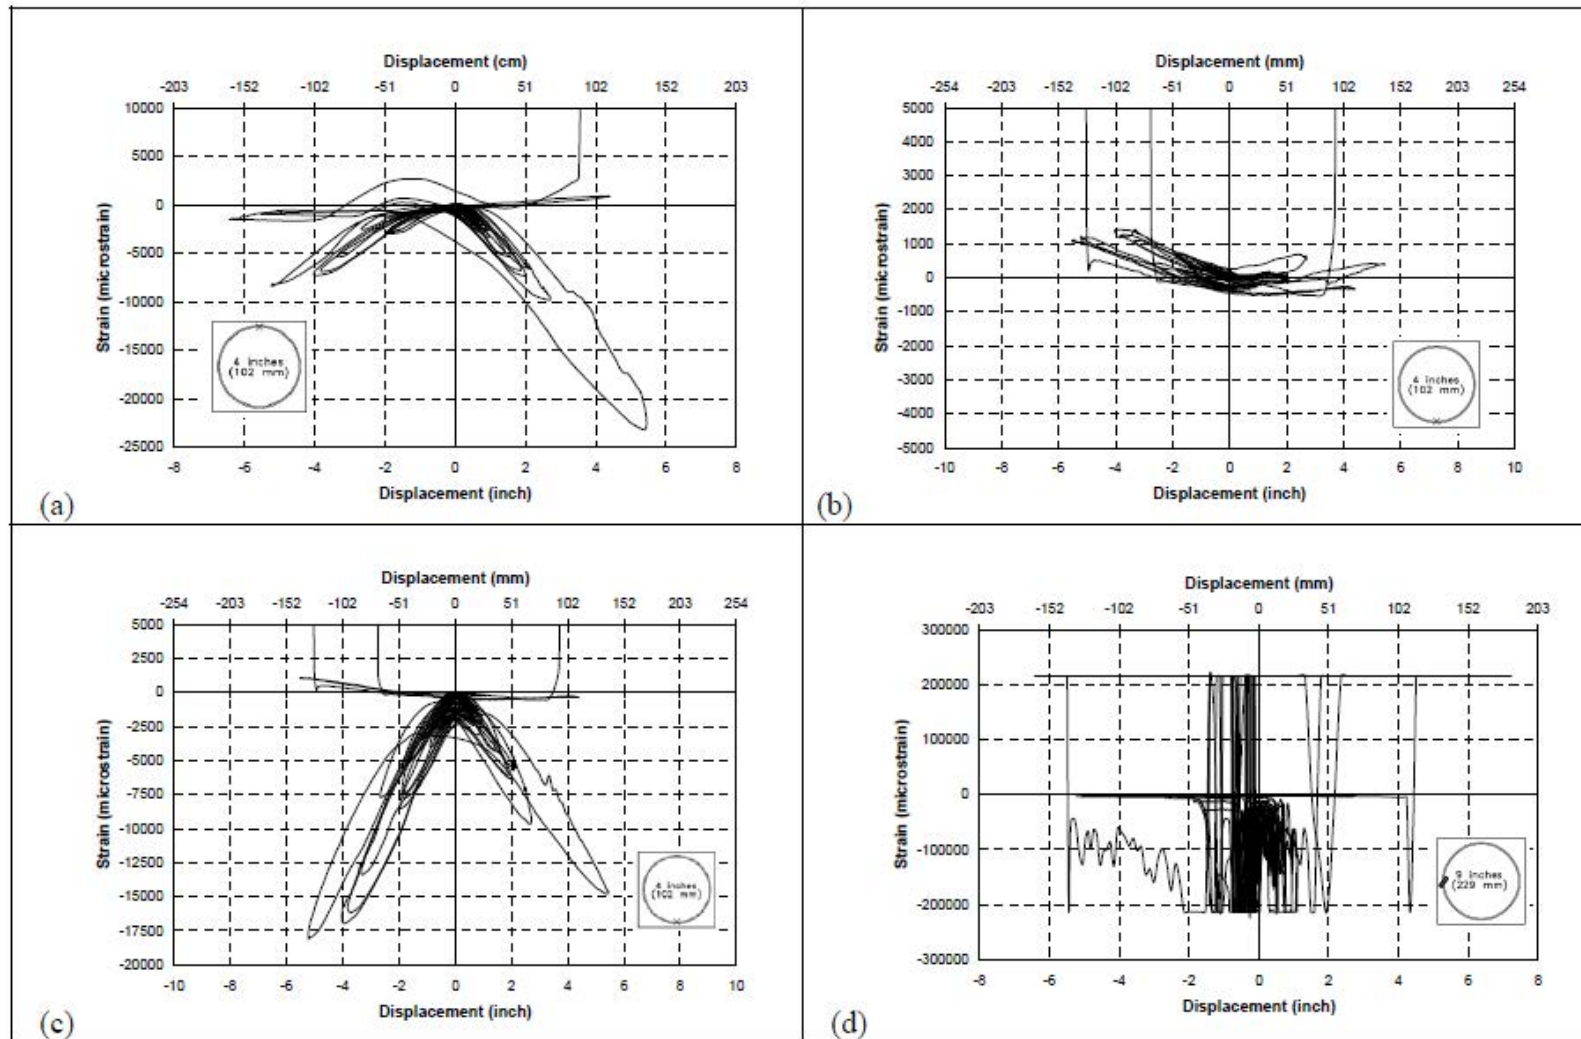 Displacement (cm)
-203 -152 -102 -51 0 51 102 152 203
10000
5000
0
-5000
-10000
-15000
-20000
-25000
Strain (microstrain)
4 inches
(102 mm)
-8 -6 -4 -2 0 2 4 6 8
Displacement (inch)
(a)
Displacement (mm)
-254 -203 -152 -102 -51 0 51 102 152 203 254
5000
4000
3000
2000
1000
0
-1000
-2000
-3000
-4000
-5000
Strain (microstrain)
4 inches
(102 mm)
-10 -8 -6 -4 -2 0 2 4 6 8 10
Displacement (inch)
(b)
Displacement (mm)
-254 -203 -152 -102 -51 0 51 102 152 203 254
5000
2500
0
-2500
-5000
-7500
-10000
-12500
-15000
-17500
-20000
Strain (microstrain)
4 inches
(102 mm)
-10 -8 -6 -4 -2 0 2 4 6 8 10
Displacement (inch)
(c)
Displacement (mm)
-203 -152 -102 -51 0 51 102 152 203
300000
200000
100000
0
-100000
-200000
-300000
Strain (microstrain)
9 inches
(229 mm)
-8 -6 -4 -2 0 2 4 6 8
Displacement (inch)
(d)